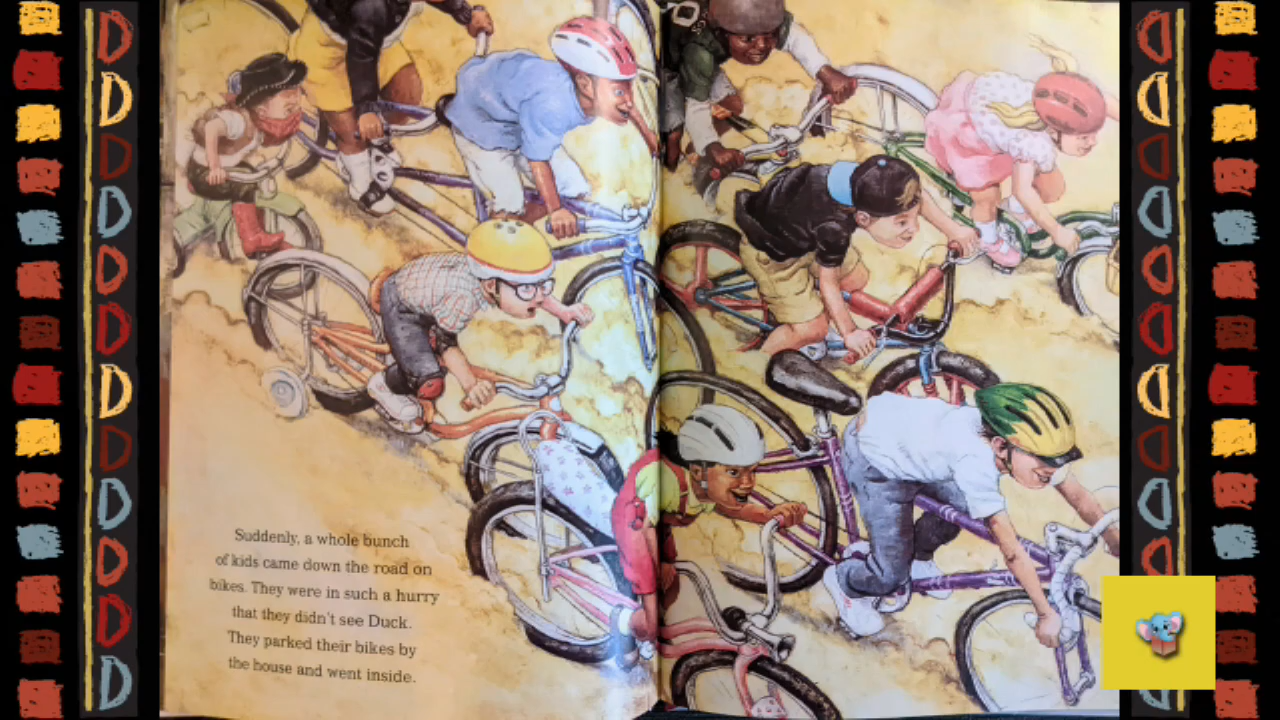 Suddenly, a whole bunch
of kids came down the road on
bikes. They were in such a hurry
that they didn't see Duck.
They parked their bikes by
the house and went inside.